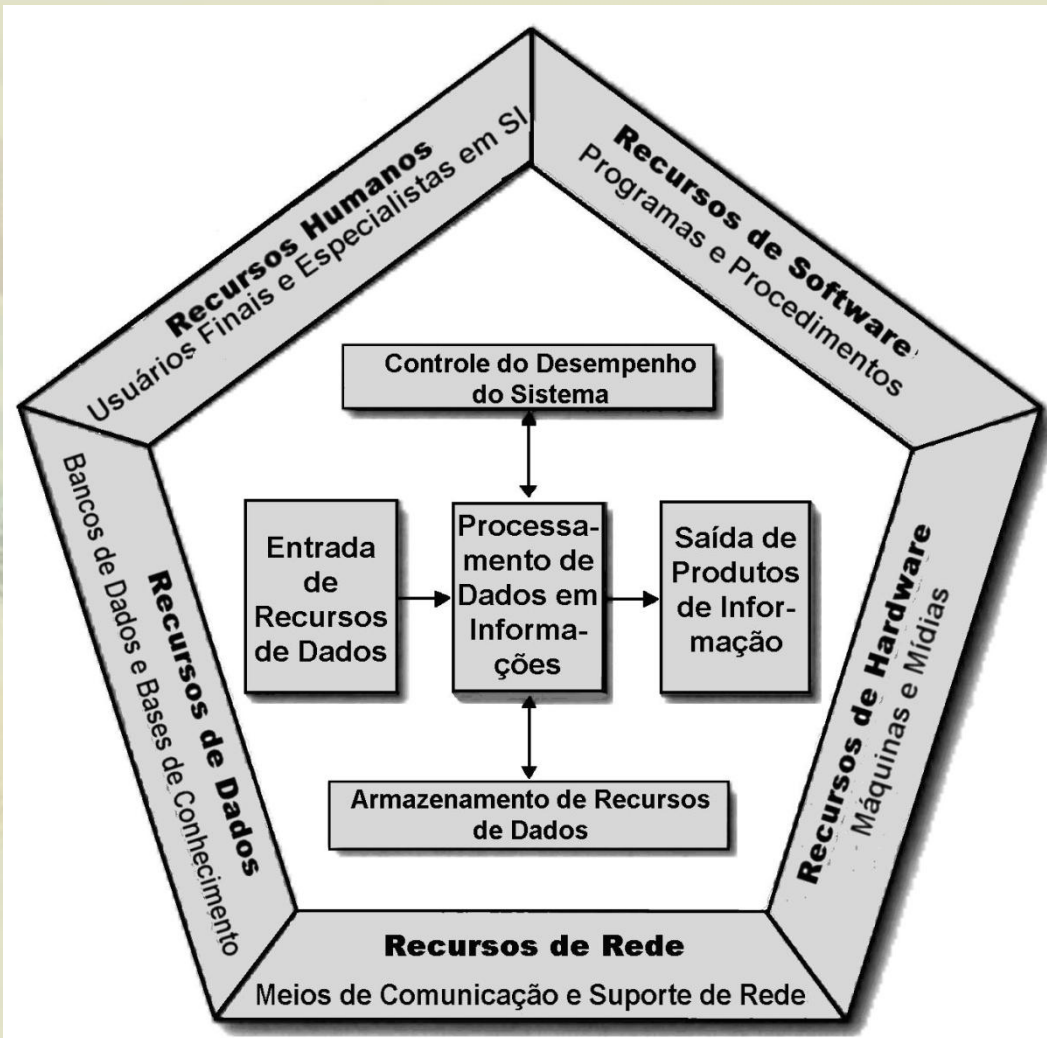 Recursos Humanos
Usuários Finais e Especialistas em SI
Recursos de Software
Programas e Procedimentos
Controle do Desempenho
do Sistema
Entrada
de
Recursos
de Dados
Processa-
mento de
Dados em
Informa-
ções
Saída de
Produtos
de Infor-
mação
Armazenamento de Recursos
de Dados
Recursos de Dados
Bancos de Dados e Bases de Conhecimento
Recursos de Hardware
Máquinas e Mídias
Recursos de Rede
Meios de Comunicação e Suporte de Rede